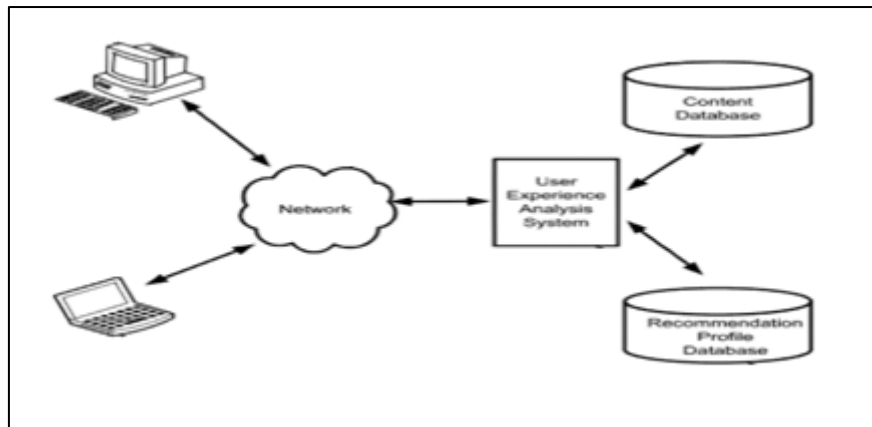 Content
Database
Network
User
Experience
Analysis
System
Recommendation
Profile
Database